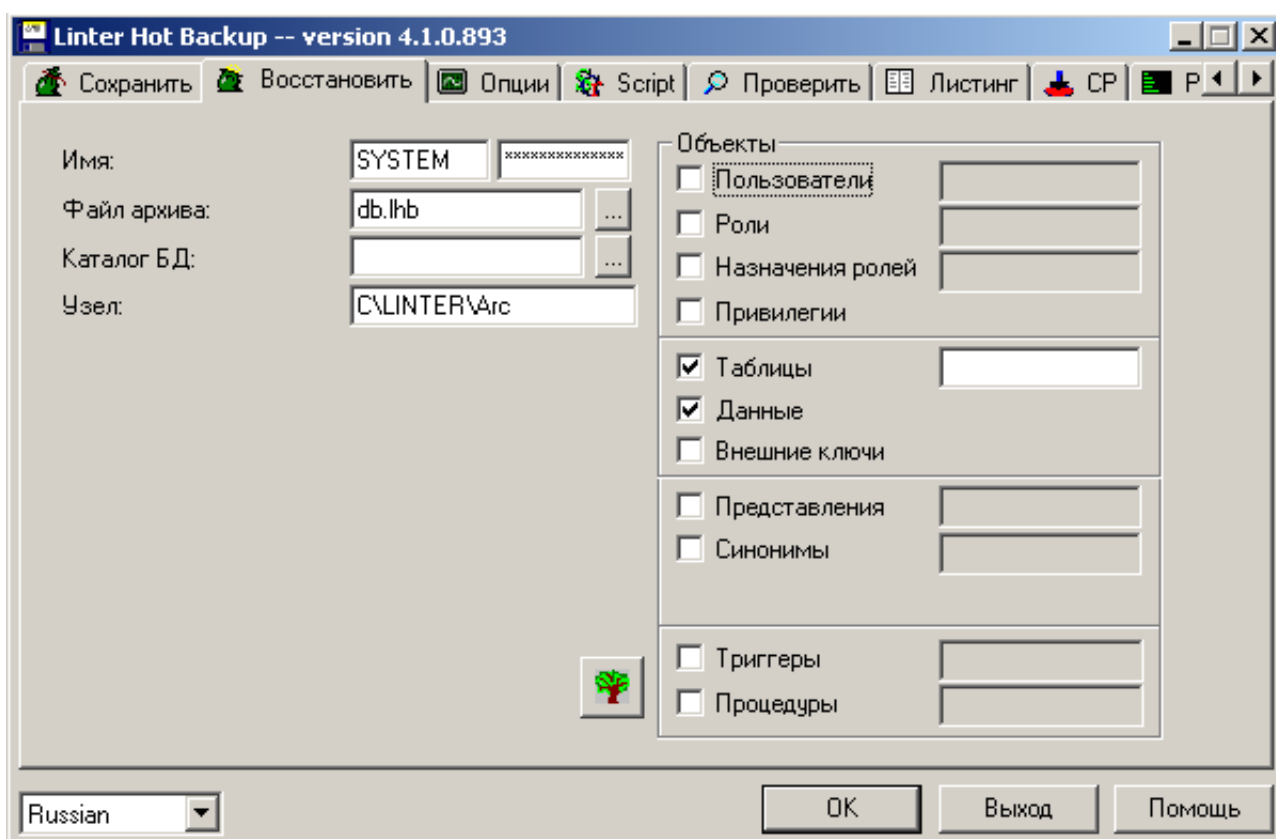 Linter Hot Backup -- version 4.1.0.893
Сохранить Восстановить Опции Script Проверить Листинг СР Р
Имя: SYSTEM **************
Файл архива: db.lhb ...
Каталог БД: ...
Узел: C\LINTER\Arc
Объекты
Пользователи
Роли
Назначения ролей
Привилегии
Таблицы
Данные
Внешние ключи
Представления
Синонимы
Триггеры
Процедуры
Russian
OK Выход Помощь